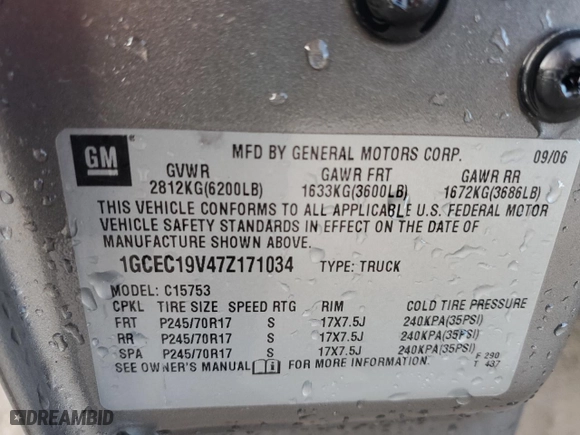 GM
MFD BY GENERAL MOTORS CORP. 09/06
GVWR GAWR FRT GAWR RR
2812KG(6200LB) 1633KG(3600LB) 1672KG(3686LB)
THIS VEHICLE CONFORMS TO ALL APPLICABLE U.S. FEDERAL MOTOR
VEHICLE SAFETY STANDARDS IN EFFECT ON THE DATE OF
MANUFACTURE SHOWN ABOVE.
1GCEC19V47Z171034 TYPE: TRUCK
MODEL: C15753
CPKL TIRE SIZE SPEED RTG RIM COLD TIRE PRESSURE
FRT P245/70R17 S 17X7.5J 240KPA(35PSI)
RR P245/70R17 S 17X7.5J 240KPA(35PSI)
SPA P245/70R17 S 17X7.5J 240KPA(35PSI)
SEE OWNER'S MANUAL i FOR MORE INFORMATION. F 290
T 437
DREAMBID